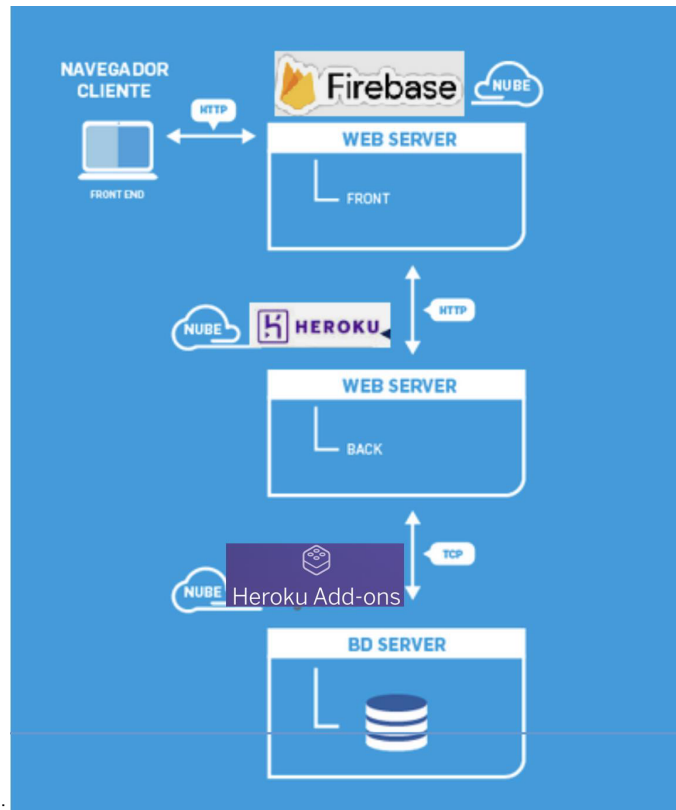 NAVEGADOR
CLIENTE
Firebase
NUBE
HTTP
WEB SERVER
FRONT END
FRONT
NUBE
HEROKU
HTTP
WEB SERVER
BACK
TCP
NUBE
Heroku Add-ons
BD SERVER
.